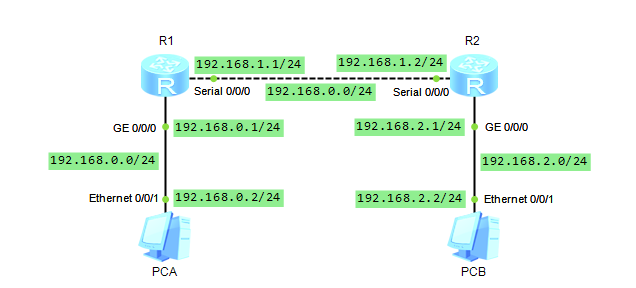 R1
R2
192.168.1.1/24
192.168.1.2/24
R
R
Serial 0/0/0
192.168.0.0/24
Serial 0/0/0
GE 0/0/0
192.168.0.1/24
192.168.2.1/24
GE 0/0/0
192.168.0.0/24
192.168.2.0/24
Ethernet 0/0/1
192.168.0.2/24
192.168.2.2/24
Ethernet 0/0/1
PCA
PCB